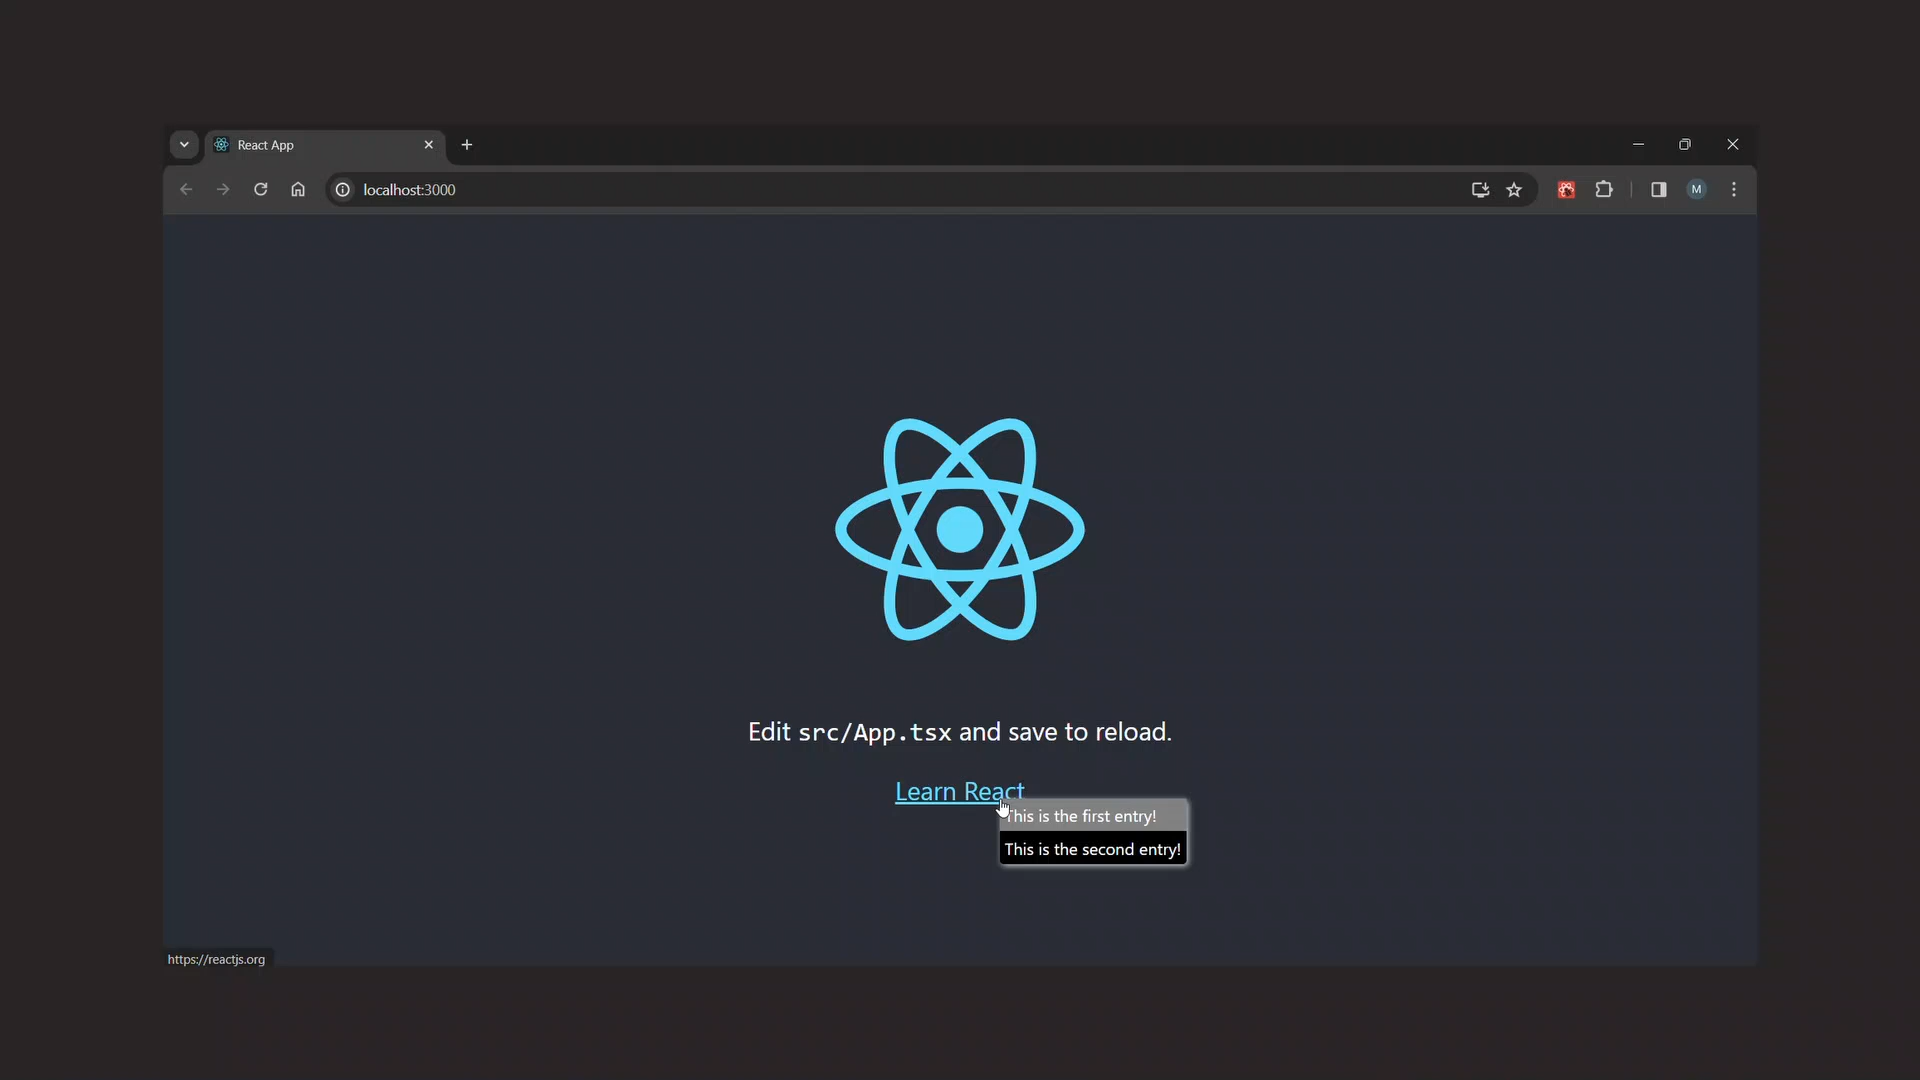 React App
localhost:3000
M
Edit src/App.tsx and save to reload.
Learn React
This is the first entry!
This is the second entry!
https://reactjs.org